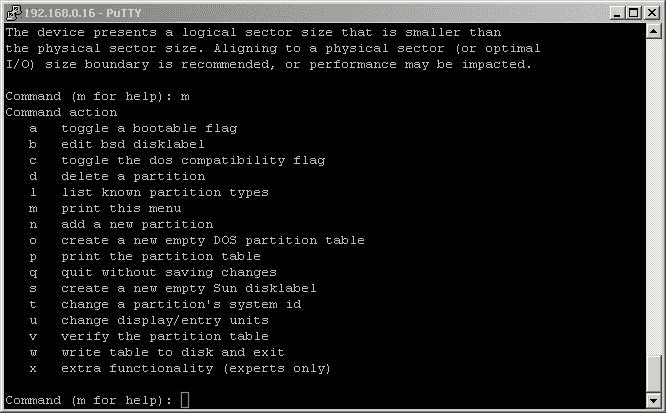 192.168.0.16 - PuTTY
The device presents a logical sector size that is smaller than
the physical sector size. Aligning to a physical sector (or optimal
I/O) size boundary is recommended, or performance may be impacted.
Command (m for help): m
Command action
a   toggle a bootable flag
b   edit bsd disklabel
c   toggle the dos compatibility flag
d   delete a partition
l   list known partition types
m   print this menu
n   add a new partition
o   create a new empty DOS partition table
p   print the partition table
q   quit without saving changes
s   create a new empty Sun disklabel
t   change a partition's system id
u   change display/entry units
v   verify the partition table
w   write table to disk and exit
x   extra functionality (experts only)
Command (m for help):